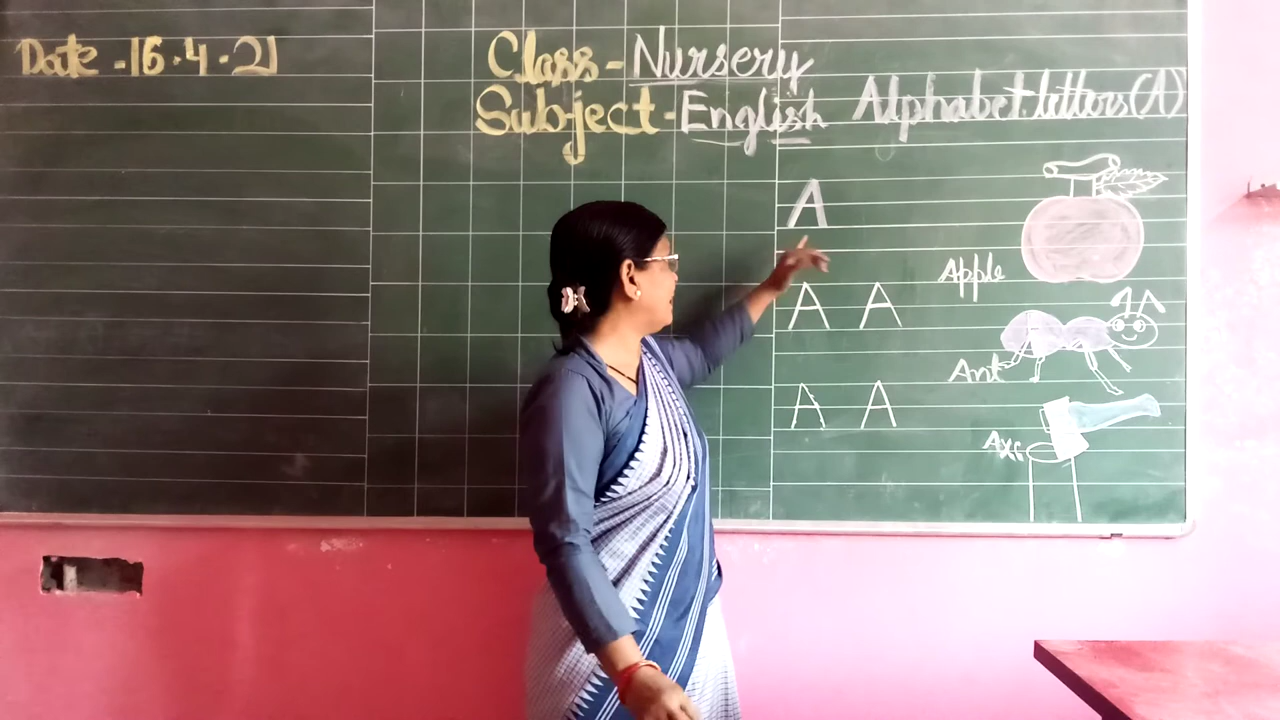 Date - 16.4.21
Class - Nursery
Subject - English
Alphabet letters (A)
A
Apple
A A
Ant
A A
Axe